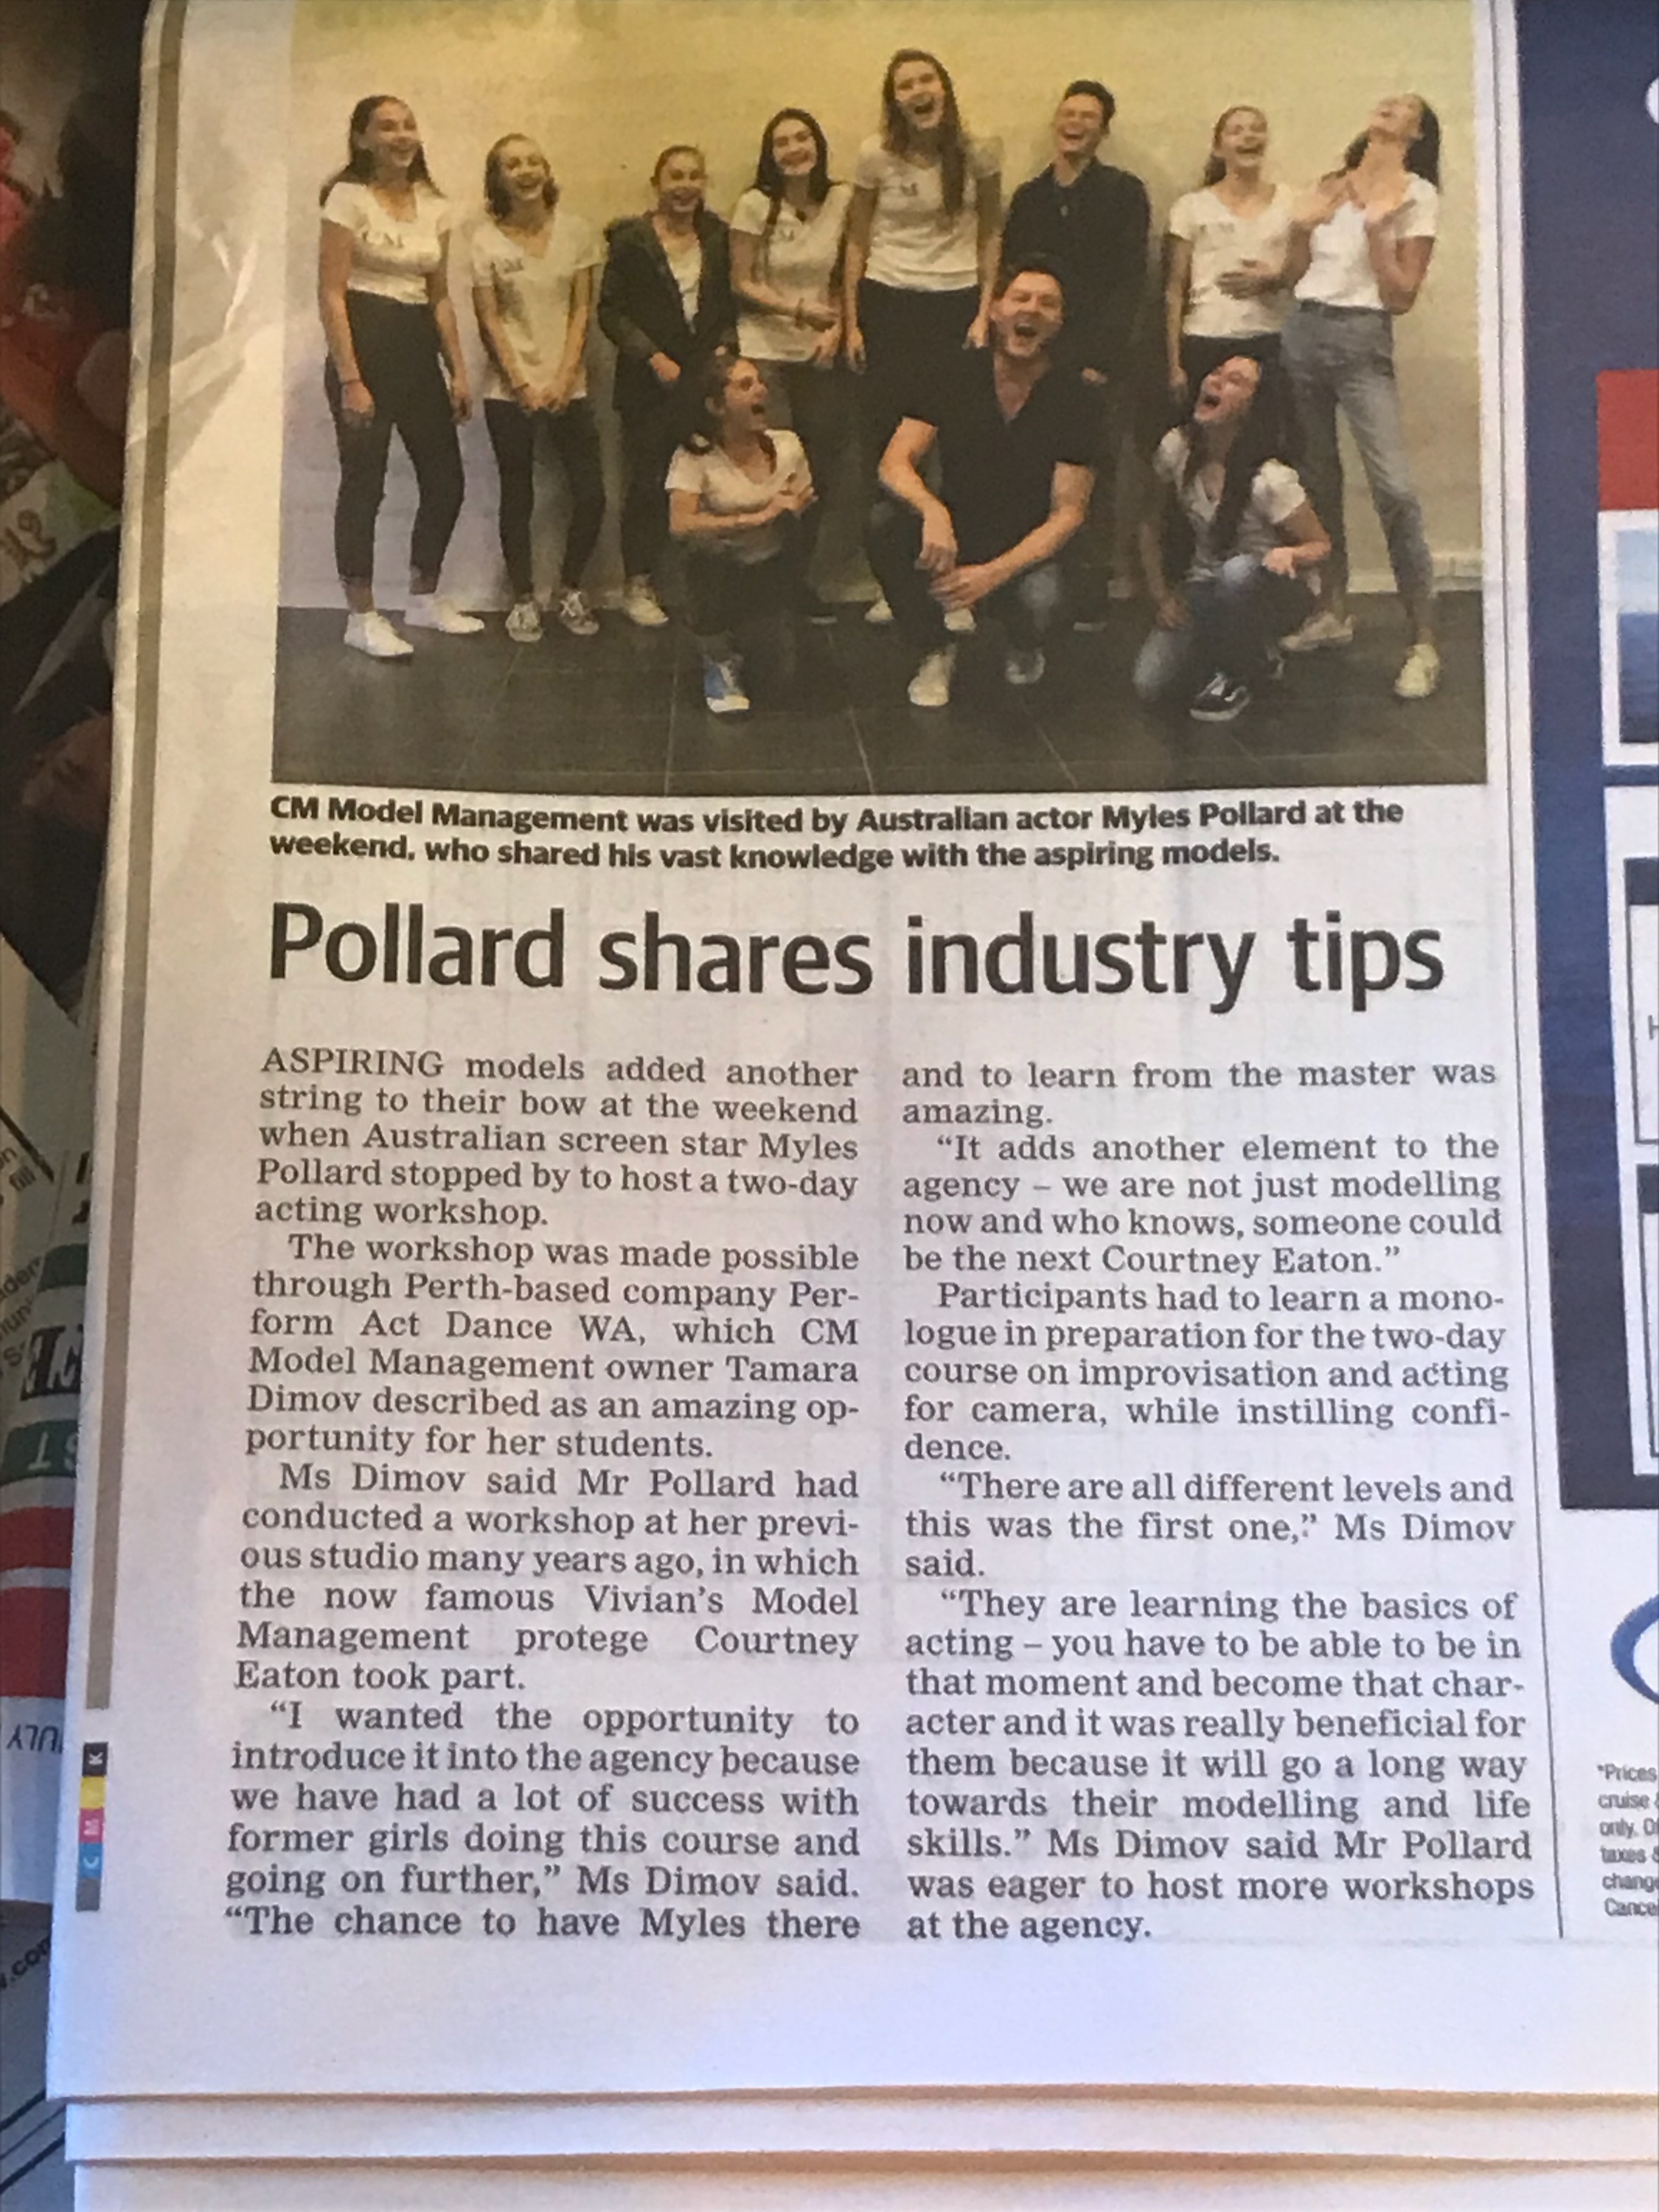 CM Model Management was visited by Australian actor Myles Pollard at the
weekend, who shared his vast knowledge with the aspiring models.
Pollard shares industry tips
ASPIRING models added another
string to their bow at the weekend
when Australian screen star Myles
Pollard stopped by to host a two-day
acting workshop.
The workshop was made possible
through Perth-based company Per-
form Act Dance WA, which CM
Model Management owner Tamara
Dimov described as an amazing op-
portunity for her students.
Ms Dimov said Mr Pollard had
conducted a workshop at her previ-
ous studio many years ago, in which
the now famous Vivian's Model
Management protege Courtney
Eaton took part.
“I wanted the opportunity to
introduce it into the agency because
we have had a lot of success with
former girls doing this course and
going on further,” Ms Dimov said.
“The chance to have Myles there
and to learn from the master was
amazing.
“It adds another element to the
agency – we are not just modelling
now and who knows, someone could
be the next Courtney Eaton.”
Participants had to learn a mono-
logue in preparation for the two-day
course on improvisation and acting
for camera, while instilling confi-
dence.
“There are all different levels and
this was the first one,” Ms Dimov
said.
“They are learning the basics of
acting – you have to be able to be in
that moment and become that char-
acter and it was really beneficial for
them because it will go a long way
towards their modelling and life
skills.” Ms Dimov said Mr Pollard
was eager to host more workshops
at the agency.
*Prices
cruise
only.
taxes &
K
M
C